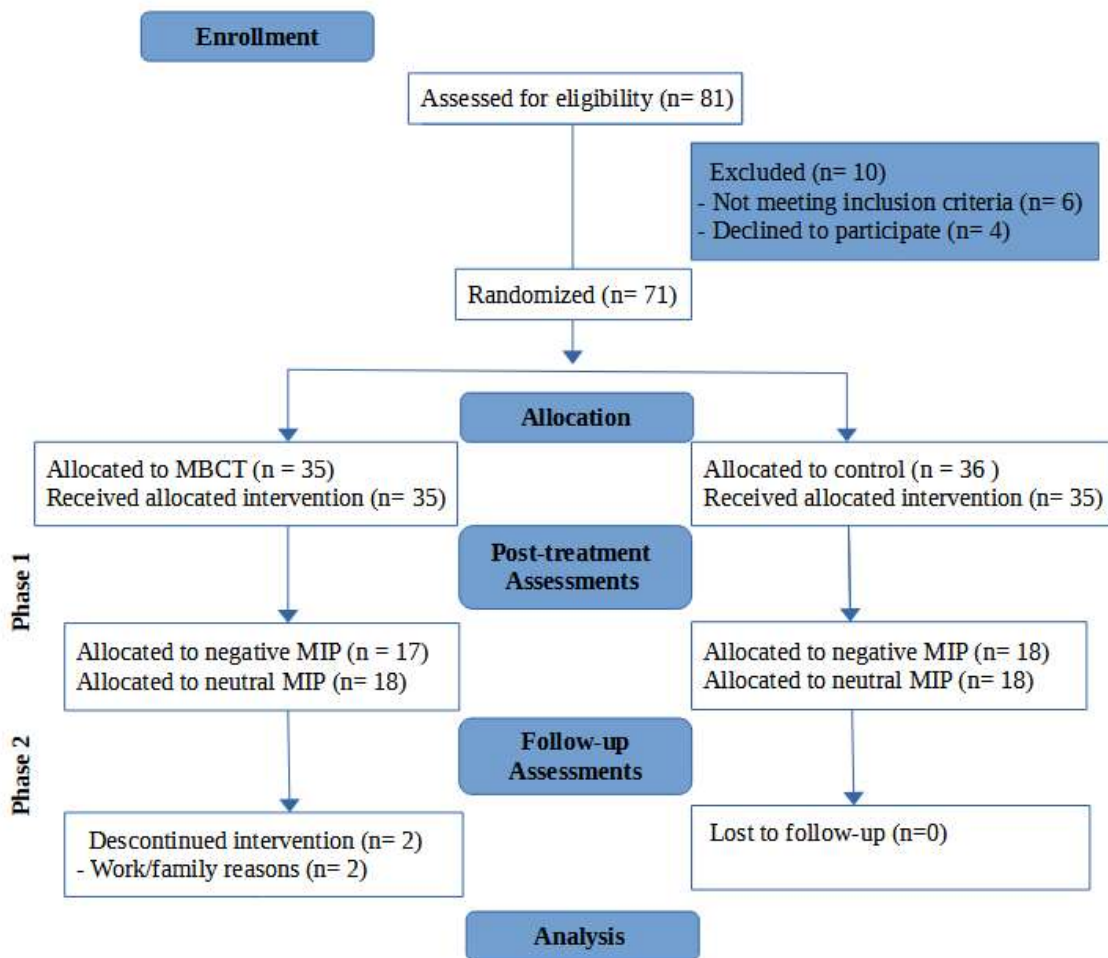 Enrollment
Assessed for eligibility (n= 81)
Excluded (n= 10)
- Not meeting inclusion criteria (n= 6)
- Declined to participate (n= 4)
Randomized (n= 71)
Allocation
Allocated to MBCT (n = 35)
Received allocated intervention (n= 35)
Allocated to control (n = 36 )
Received allocated intervention (n= 35)
Phase 1
Post-treatment
Assessments
Allocated to negative MIP (n = 17)
Allocated to neutral MIP (n= 18)
Allocated to negative MIP (n= 18)
Allocated to neutral MIP (n= 18)
Phase 2
Follow-up
Assessments
Descontinued intervention (n= 2)
- Work/family reasons (n= 2)
Lost to follow-up (n=0)
Analysis